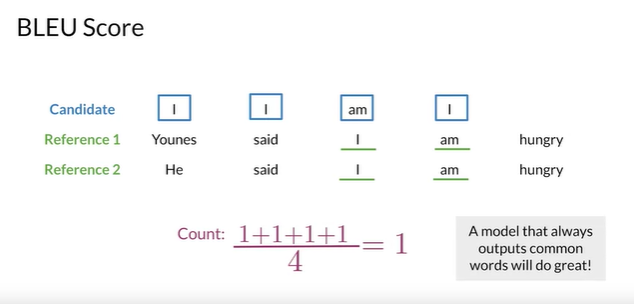 BLEU Score
Candidate I I am I
Reference 1 Younes said I am hungry
Reference 2 He said I am hungry
Count: 1+1+1+1 / 4 = 1
A model that always
outputs common
words will do great!